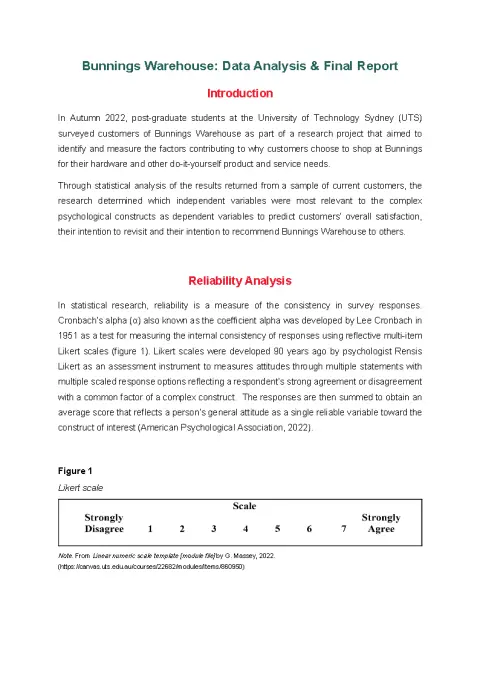 Bunnings Warehouse: Data Analysis & Final Report
Introduction
In Autumn 2022, post-graduate students at the University of Technology Sydney (UTS)
surveyed customers of Bunnings Warehouse as part of a research project that aimed to
identify and measure the factors contributing to why customers choose to shop at Bunnings
for their hardware and other do-it-yourself product and service needs.
Through statistical analysis of the results returned from a sample of current customers, the
research determined which independent variables were most relevant to the complex
psychological constructs as dependent variables to predict customers' overall satisfaction,
their intention to revisit and their intention to recommend Bunnings Warehouse to others.
Reliability Analysis
In statistical research, reliability is a measure of the consistency in survey responses.
Cronbach's alpha (α) also known as the coefficient alpha was developed by Lee Cronbach in
1951 as a test for measuring the internal consistency of responses using reflective multi-item
Likert scales (figure 1). Likert scales were developed 90 years ago by psychologist Rensis
Likert as an assessment instrument to measures attitudes through multiple statements with
multiple scaled response options reflecting a respondent's strong agreement or disagreement
with a common factor of a complex construct. The responses are then summed to obtain an
average score that reflects a person's general attitude as a single reliable variable toward the
construct of interest (American Psychological Association, 2022).
Figure 1
Likert scale
Scale
Strongly Strongly
Disagree 1 2 3 4 5 6 7 Agree
Note. From Linear numeric scale template [module file] by G. Massey, 2022.
(https://canvas.uts.edu.au/courses/22682/modules/items/860950)